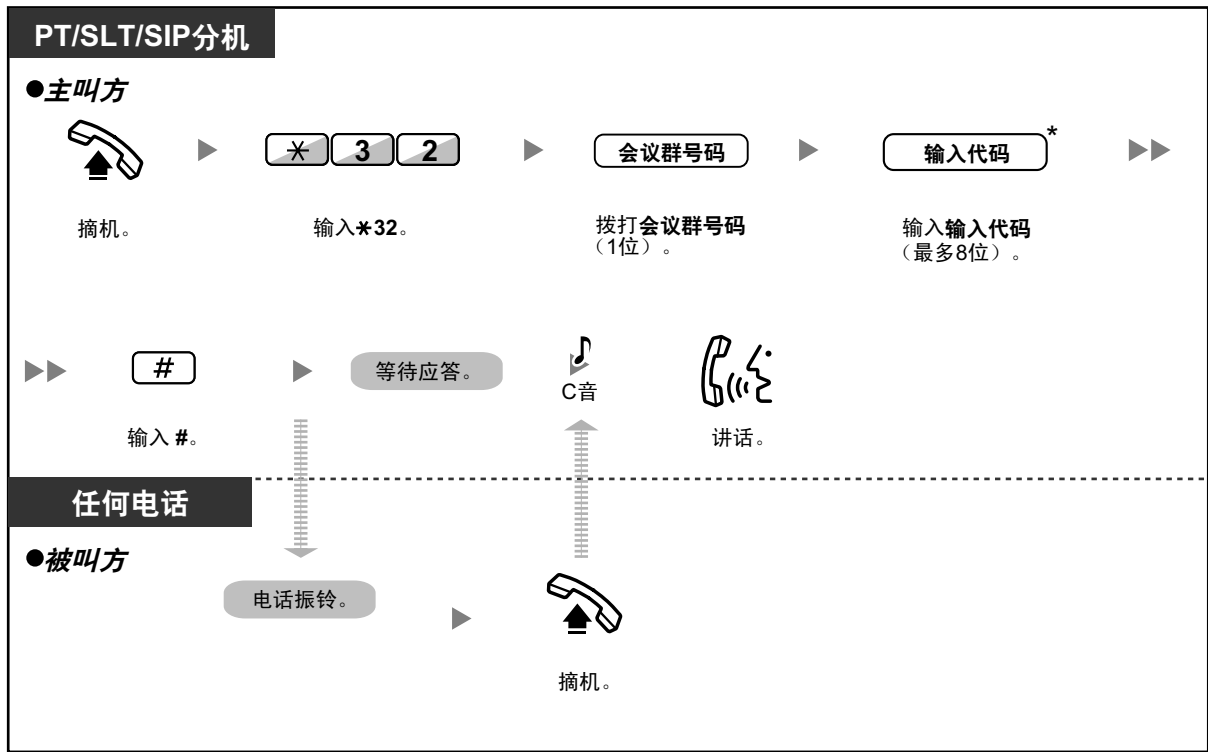 PT/SLT/SIP分机
●主叫方
* 3 2
会议群号码
输入代码*
摘机。
输入*32。
拨打会议群号码
（1位）。
输入输入代码
（最多8位）。
#
等待应答。
C音
输入 #。
讲话。
任何电话
●被叫方
电话振铃。
摘机。